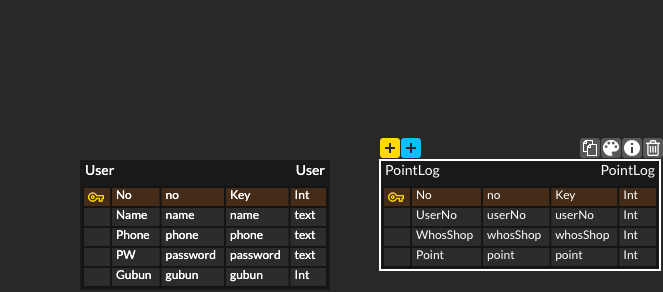 User User
No no Key Int
Name name name text
Phone phone phone text
PW password password text
Gubun gubun gubun Int
PointLog PointLog
No no Key Int
UserNo userNo userNo Int
WhosShop whosShop whosShop Int
Point point point Int